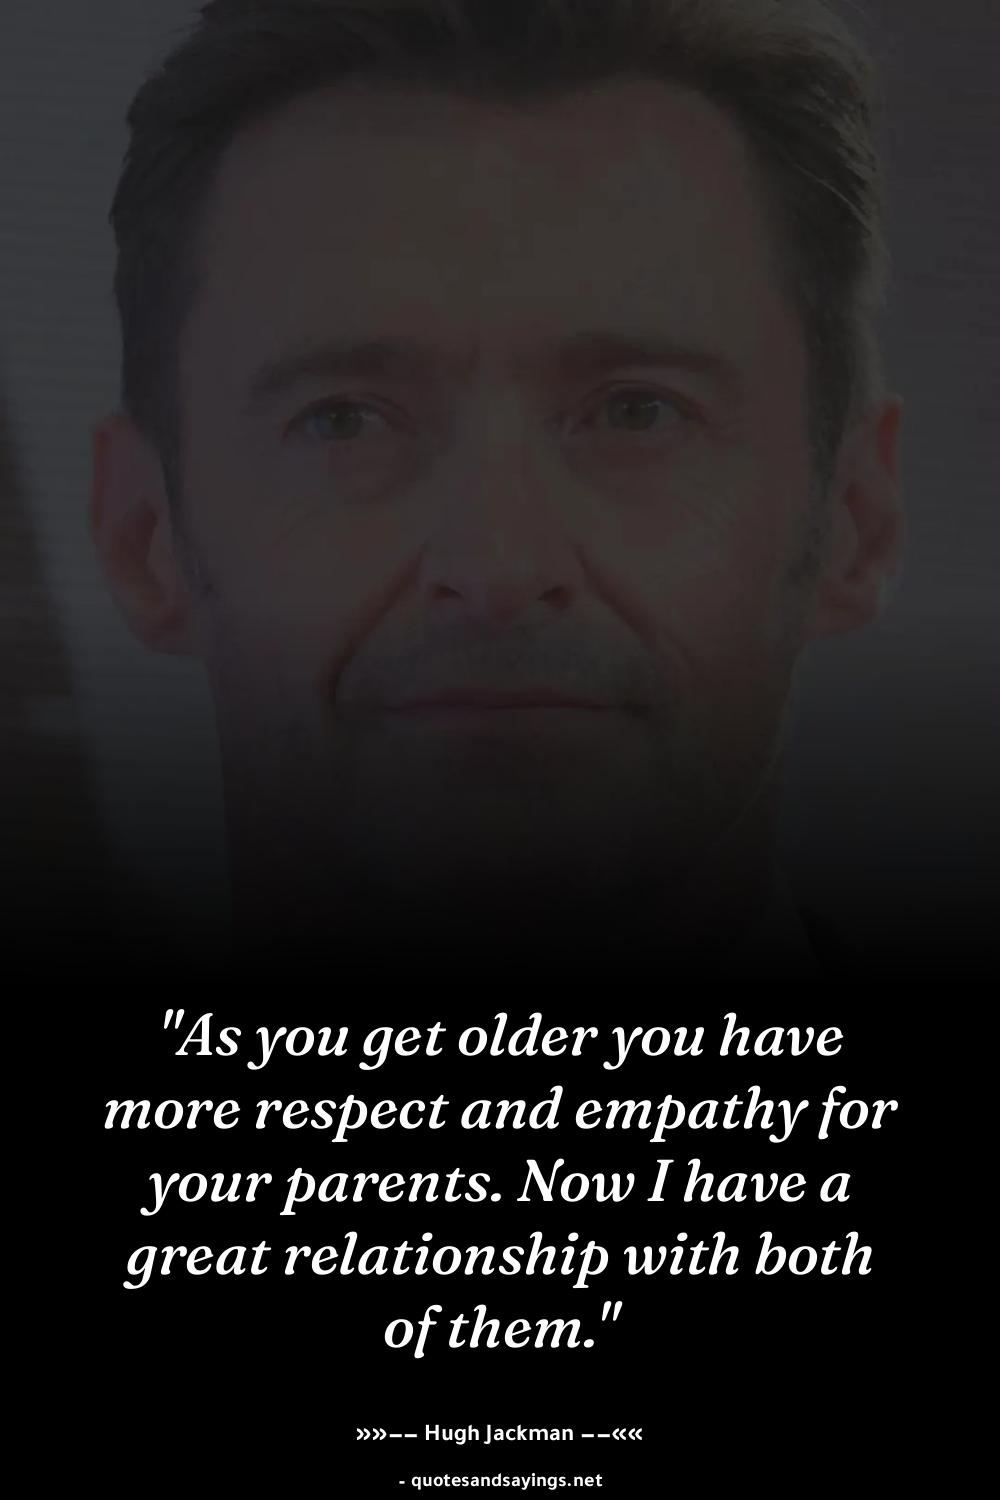 "As you get older you have
more respect and empathy for
your parents. Now I have a
great relationship with both
of them."
»»−− Hugh Jackman −−««
- quotesandsayings.net